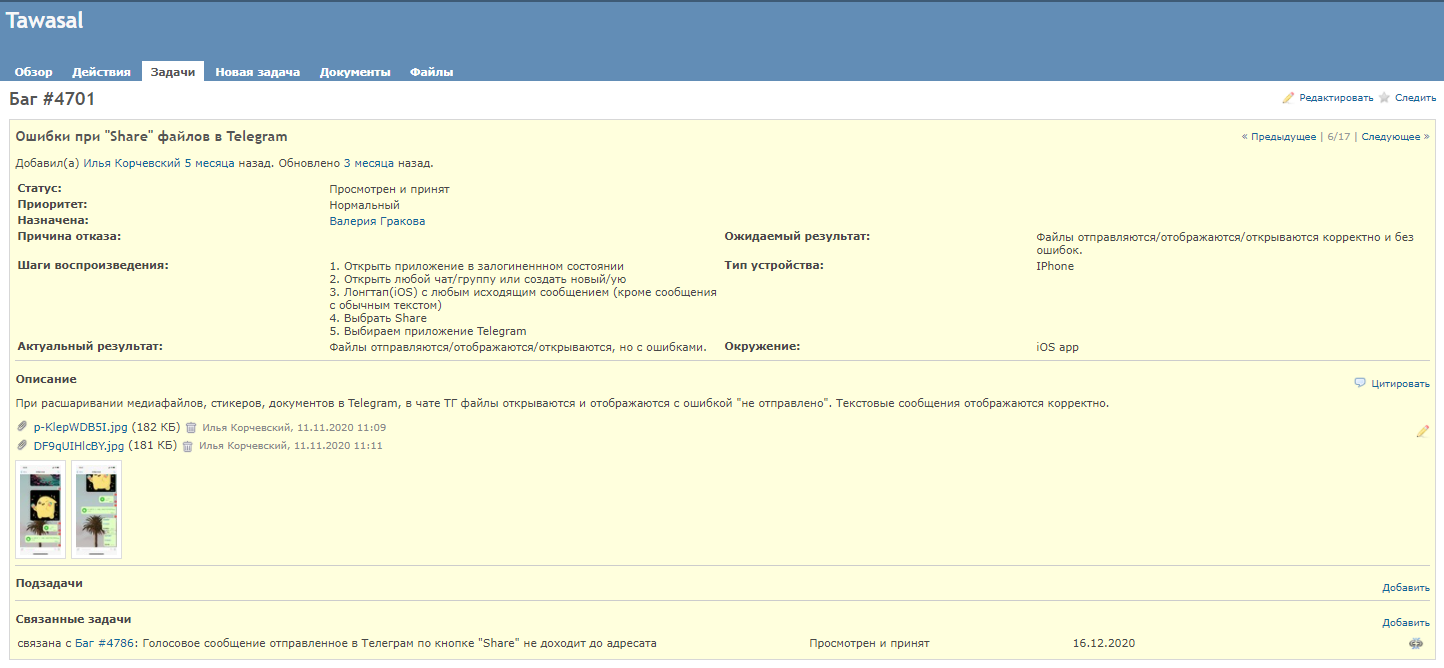 Tawasal
Обзор Действия Задачи Новая задача Документы Файлы
Баг #4701
Редактировать Следить
Ошибки при "Share" файлов в Telegram
« Предыдущее | 6/17 | Следующее »
Добавил(а) Илья Корчевский 5 месяца назад. Обновлено 3 месяца назад.
Статус: Просмотрен и принят
Приоритет: Нормальный
Назначена: Валерия Гракова
Причина отказа:
Ожидаемый результат: Файлы отправляются/отображаются/открываются корректно и без
ошибок.
Шаги воспроизведения:
1. Открыть приложение в залогиненнном состоянии
2. Открыть любой чат/группу или создать новый/ую
3. Лонгтап(iOS) с любым исходящим сообщением (кроме сообщения
с обычным текстом)
4. Выбрать Share
5. Выбираем приложение Telegram
Тип устройства: IPhone
Актуальный результат: Файлы отправляются/отображаются/открываются, но с ошибками.
Окружение: iOS app
Описание
Цитировать
При расшаривании медиафайлов, стикеров, документов в Telegram, в чате ТГ файлы открываются и отображаются с ошибкой "не отправлено". Текстовые сообщения отображаются корректно.
p-KlepWDB5I.jpg (182 КБ) Илья Корчевский, 11.11.2020 11:09
DF9qUIHlcBY.jpg (181 КБ) Илья Корчевский, 11.11.2020 11:11
Подзадачи
Добавить
Связанные задачи
Добавить
связана с Баг #4786: Голосовое сообщение отправленное в Телеграм по кнопке "Share" не доходит до адресата Просмотрен и принят 16.12.2020